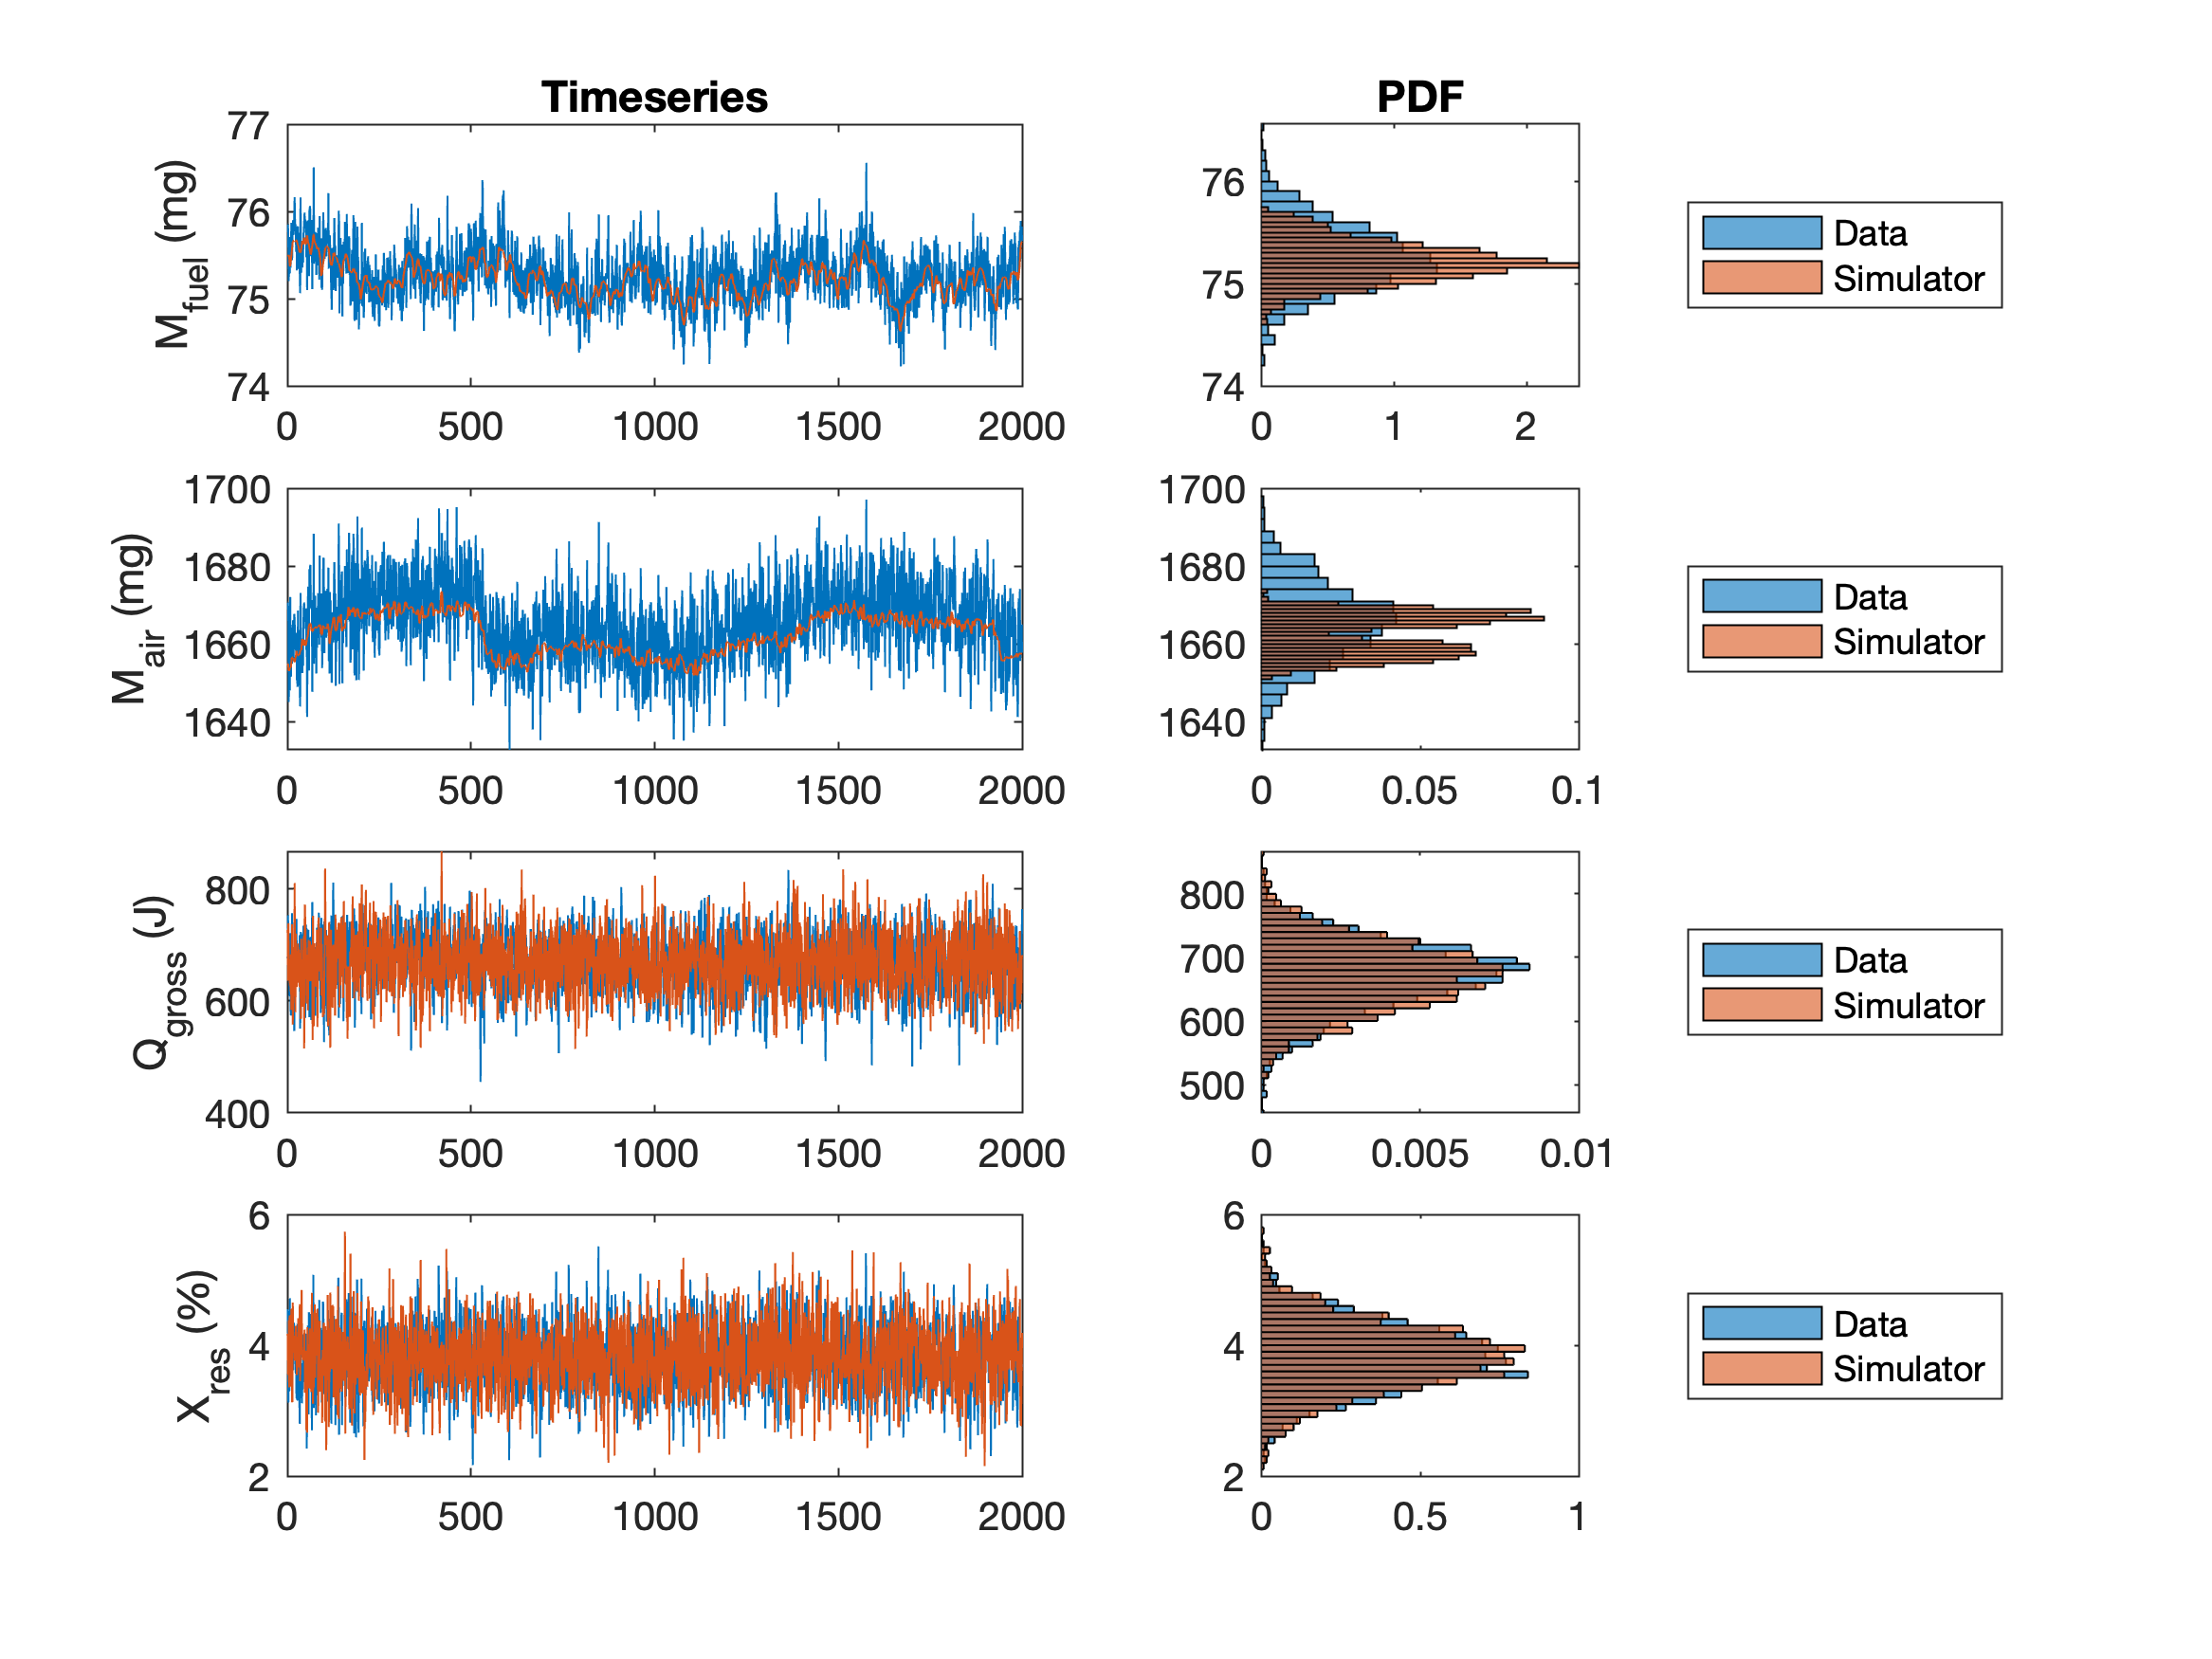 Timeseries
PDF
M_fuel (mg)
77
76
75
74
0 500 1000 1500 2000
76
75
74
0 1 2
Data
Simulator
M_air (mg)
1700
1680
1660
1640
0 500 1000 1500 2000
1700
1680
1660
1640
0 0.05 0.1
Data
Simulator
Q_gross (J)
800
600
400
0 500 1000 1500 2000
800
700
600
500
0 0.005 0.01
Data
Simulator
X_res (%)
6
4
2
0 500 1000 1500 2000
6
4
2
0 0.5 1
Data
Simulator